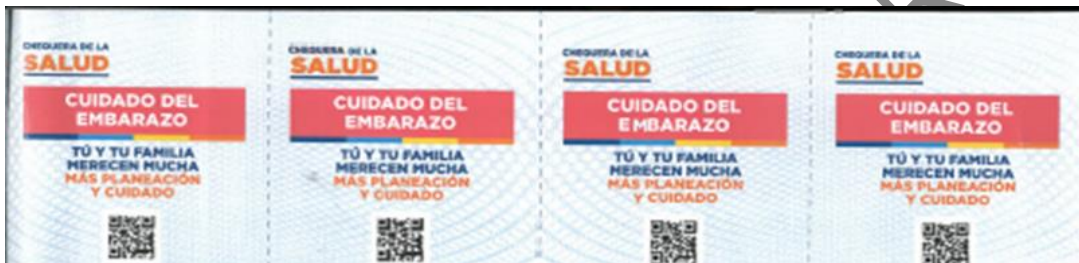 CHEQUERA DE LA
SALUD
CUIDADO DEL
EMBARAZO
TÚ Y TU FAMILIA
MERECEN MUCHA
MÁS PLANEACIÓN
Y CUIDADO
CHEQUERA DE LA
SALUD
CUIDADO DEL
EMBARAZO
TÚ Y TU FAMILIA
MERECEN MUCHA
MÁS PLANEACIÓN
Y CUIDADO
CHEQUERA DE LA
SALUD
CUIDADO DEL
EMBARAZO
TÚ Y TU FAMILIA
MERECEN MUCHA
MÁS PLANEACIÓN
Y CUIDADO
CHEQUERA DE LA
SALUD
CUIDADO DEL
EMBARAZO
TÚ Y TU FAMILIA
MERECEN MUCHA
MÁS PLANEACIÓN
Y CUIDADO